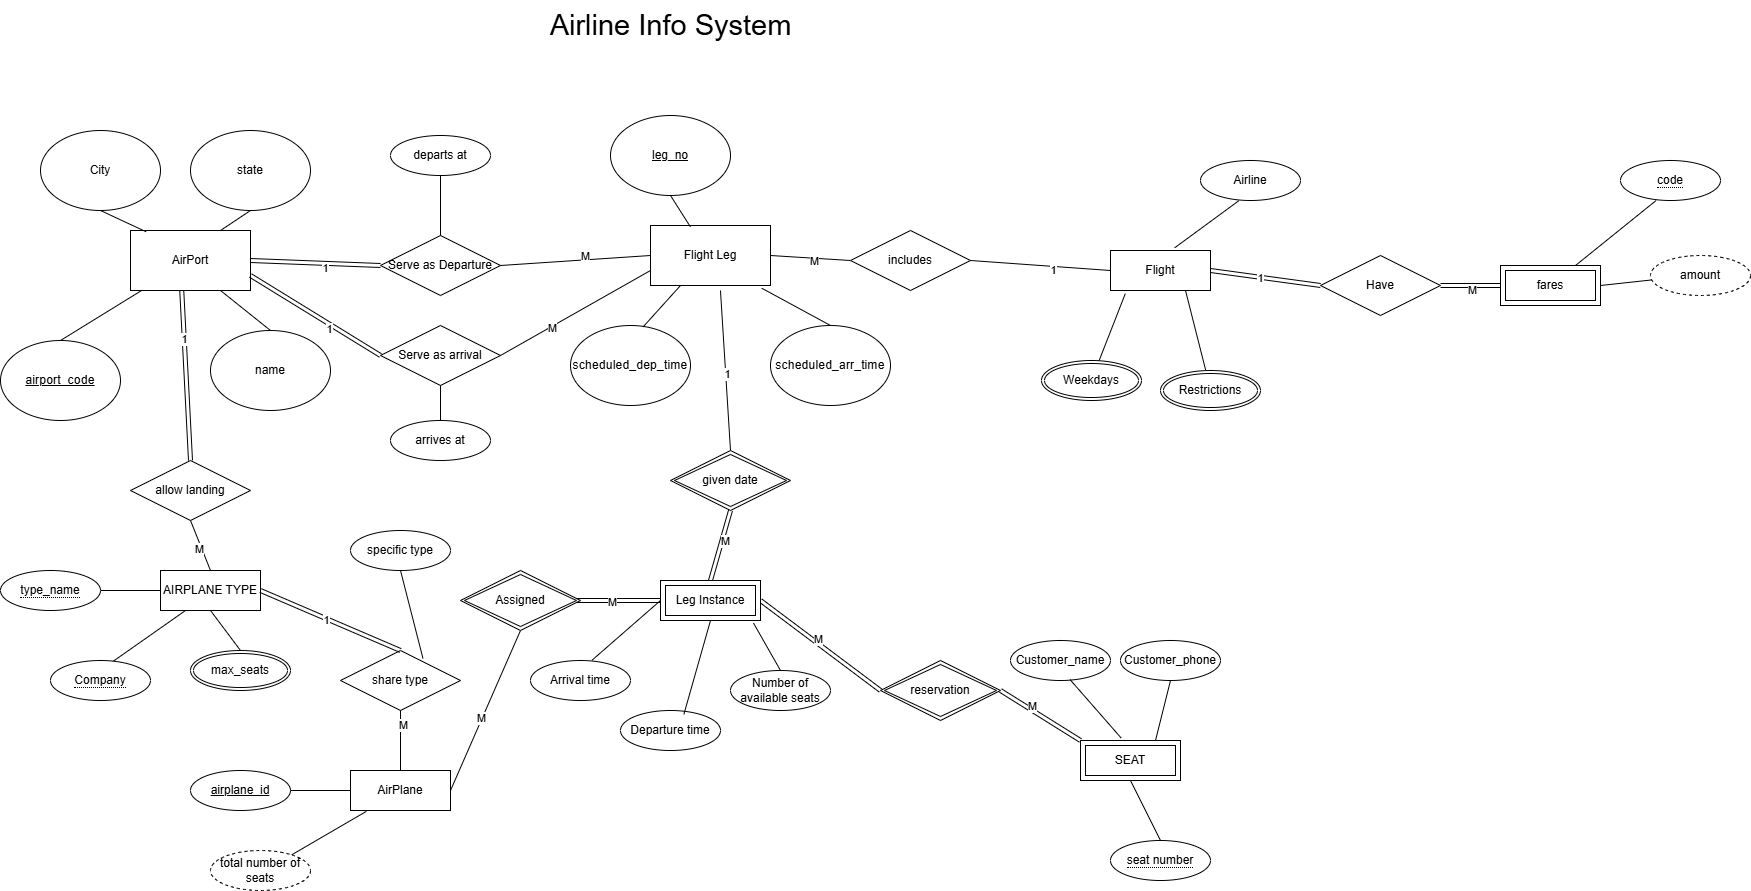 Airline Info System
City
state
departs at
leg_no
Airline
code
AirPort
1
Serve as Departure
M
Flight Leg
M
includes
1
Flight
1
Have
M
fares
amount
airport_code
1
name
1
Serve as arrival
M
scheduled_dep_time
scheduled_arr_time
1
Weekdays
Restrictions
arrives at
allow landing
given date
M
M
specific type
type_name
AIRPLANE TYPE
1
Assigned
M
Leg Instance
M
Company
max_seats
share type
Arrival time
Number of
available seats
Departure time
reservation
M
Customer_name
Customer_phone
M
M
SEAT
airplane_id
AirPlane
total number of
seats
seat number